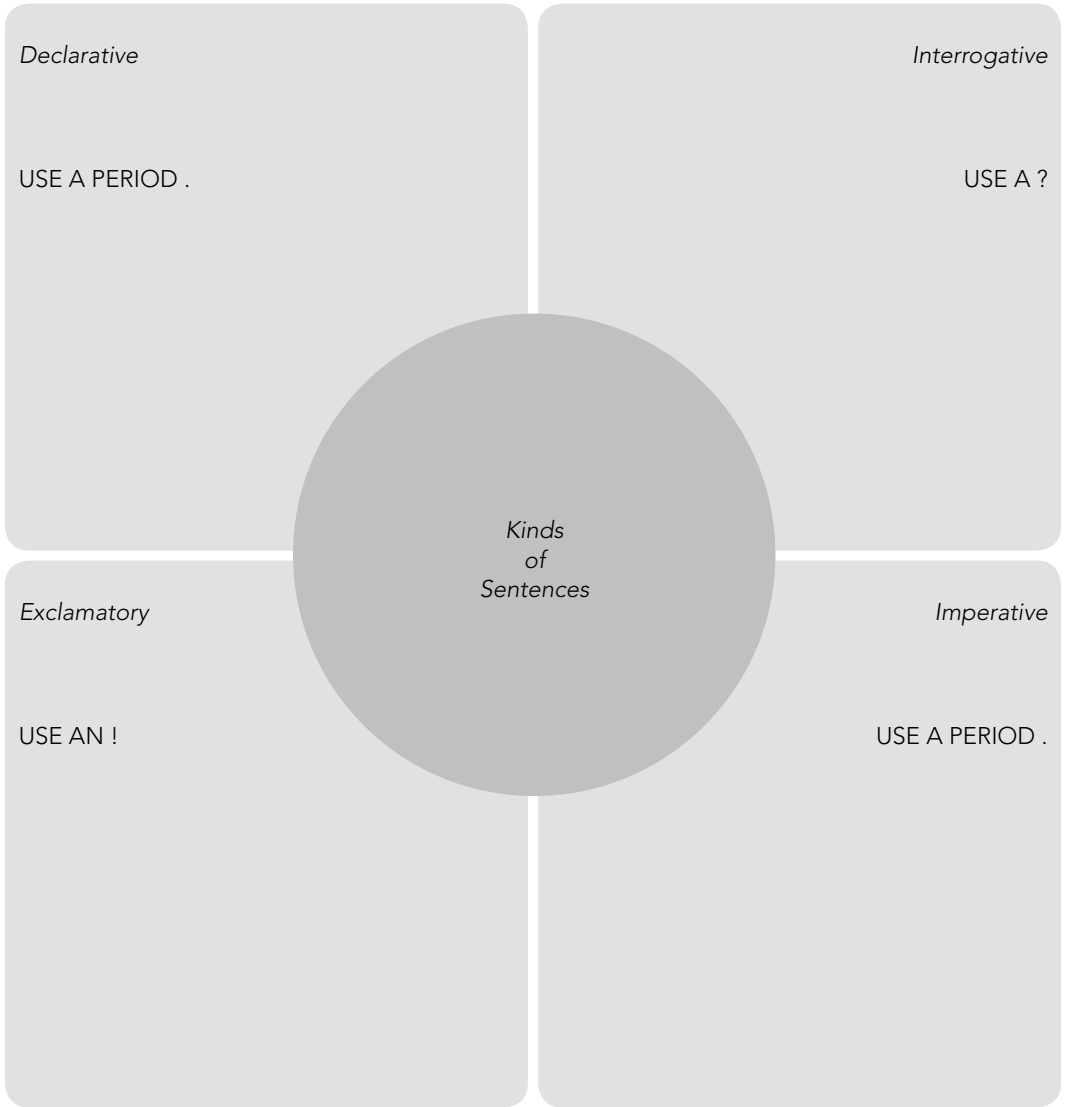 Declarative
USE A PERIOD .
Interrogative
USE A ?
Kinds
of
Sentences
Exclamatory
USE AN !
Imperative
USE A PERIOD .